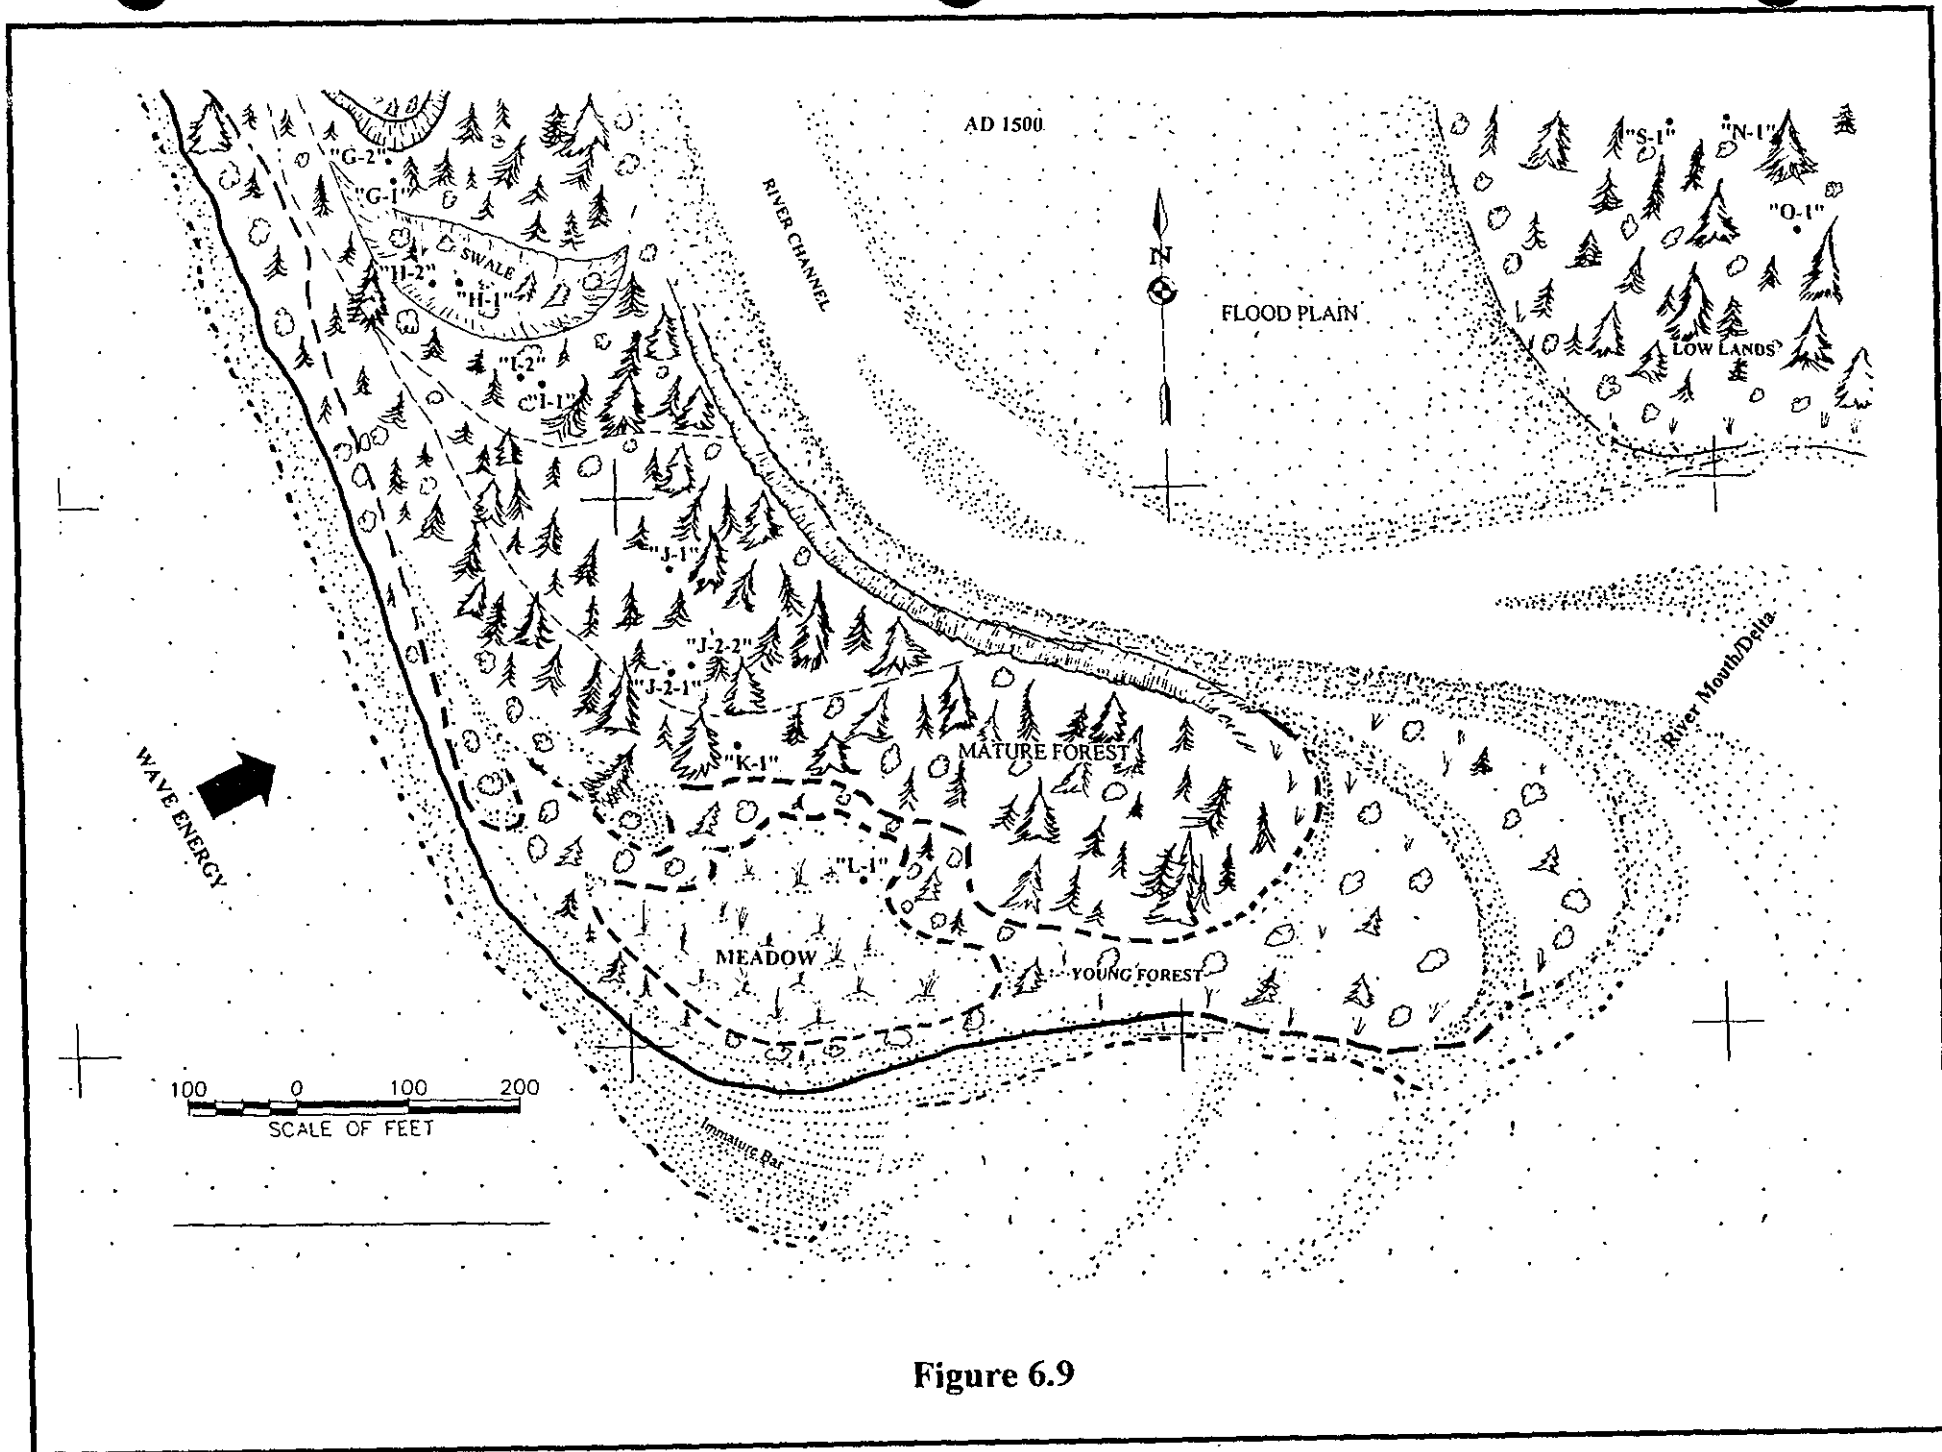 AD 1500
"G-2"
"G-1"
SWALE
"H-2"
"H-1"
RIVER CHANNEL
N
FLOOD PLAIN
"S-1"
"N-1"
"O-1"
LOW LANDS
"I-2"
"I-1"
"J-1"
"J-2-2"
"J-2-1"
"K-1"
MATURE FOREST
River Mouth/Delta
WAVE ENERGY
"L-1"
MEADOW
YOUNG FOREST
100 0 100 200
SCALE OF FEET
Immature Bar
Figure 6.9